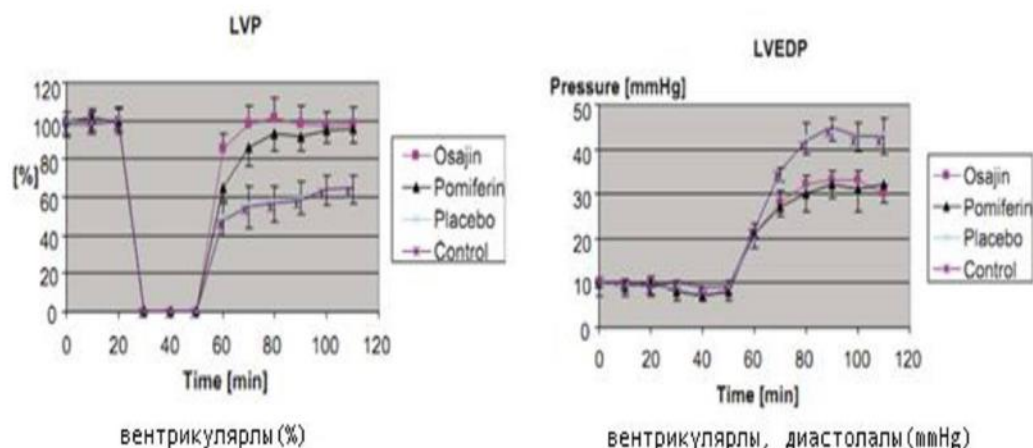 LVP
120
100
80
[%]
60
40
20
0
0 20 40 60 80 100 120
Time [min]
Osajin
Pomiferin
Placebo
Control
вентрикулярлы(%)
LVEDP
Pressure [mmHg]
50
40
30
20
10
0
0 20 40 60 80 100 120
Time [min]
Osajin
Pomiferin
Placebo
Control
вентрикулярлы, диастолалы(mmHg)